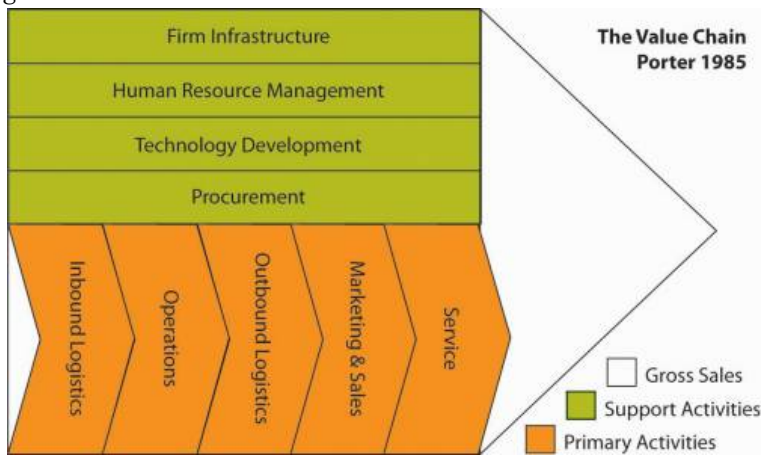 Firm Infrastructure
Human Resource Management
Technology Development
Procurement
Inbound Logistics
Operations
Outbound Logistics
Marketing & Sales
Service
The Value Chain
Porter 1985
Gross Sales
Support Activities
Primary Activities